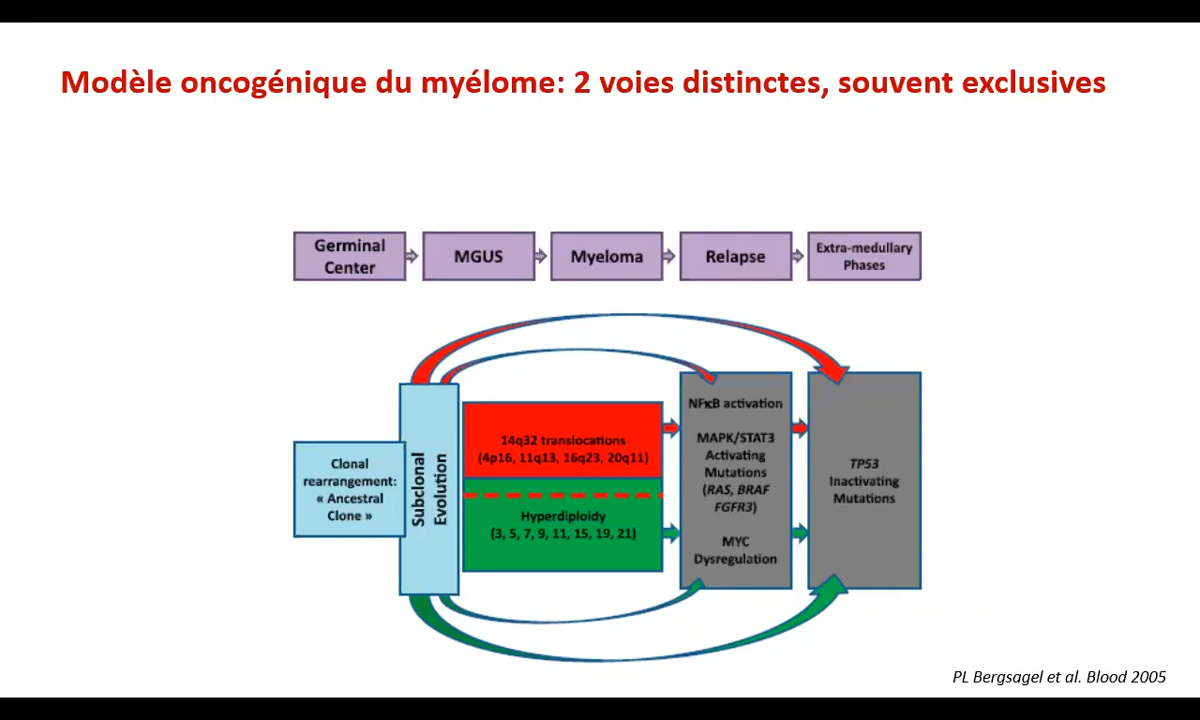 Modèle oncogénique du myélome: 2 voies distinctes, souvent exclusives
Germinal
Center
MGUS
Myeloma
Relapse
Extra-medullary
Phases
Clonal
rearrangement:
« Ancestral
Clone »
Subclonal
Evolution
14q32 translocations
(4p16, 11q13, 16q23, 20q11)
Hyperdiploidy
(3, 5, 7, 9, 11, 15, 19, 21)
NFκB activation
MAPK/STAT3
Activating
Mutations
(RAS, BRAF
FGFR3)
MYC
Dysregulation
TP53
Inactivating
Mutations
PL Bergsagel et al. Blood 2005